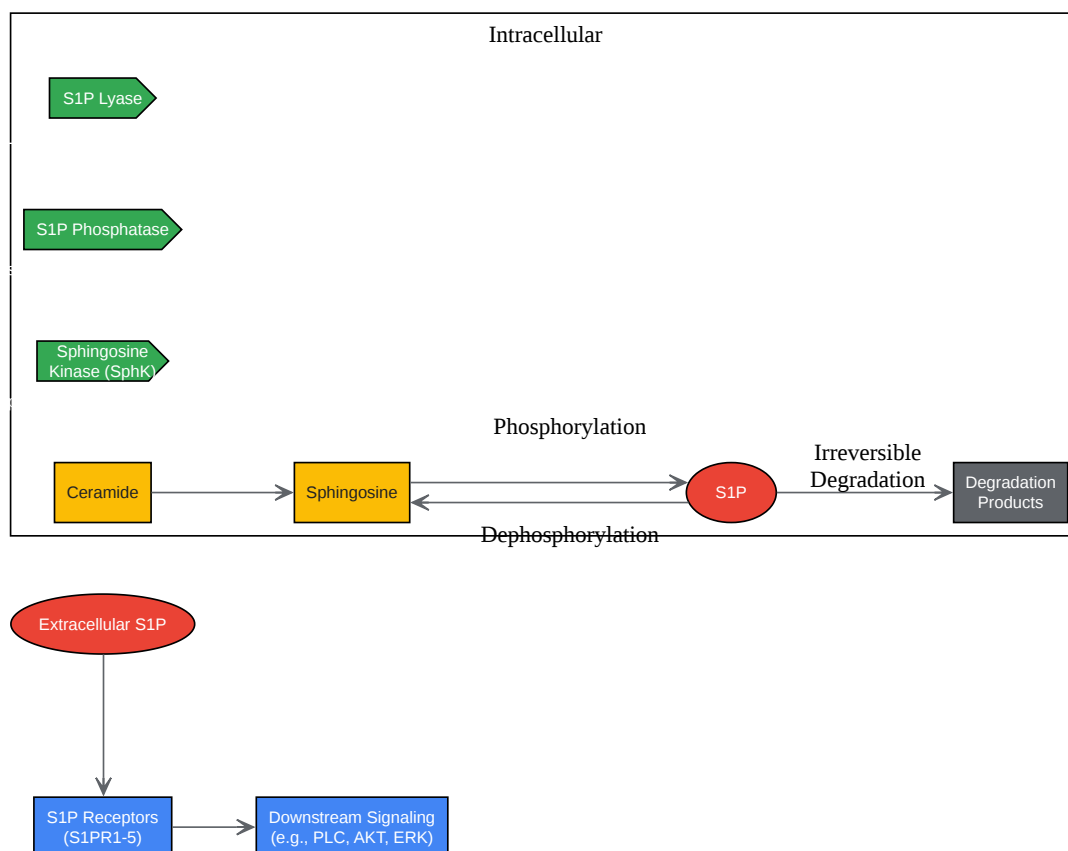 Intracellular
S1P Lyase
S1P Phosphatase
Sphingosine
Kinase (SphK)
Phosphorylation
Irreversible
Degradation
Ceramide
Sphingosine
S1P
Degradation
Products
Dephosphorylation
Extracellular S1P
S1P Receptors
(S1PR1-5)
Downstream Signaling
(e.g., PLC, AKT, ERK)